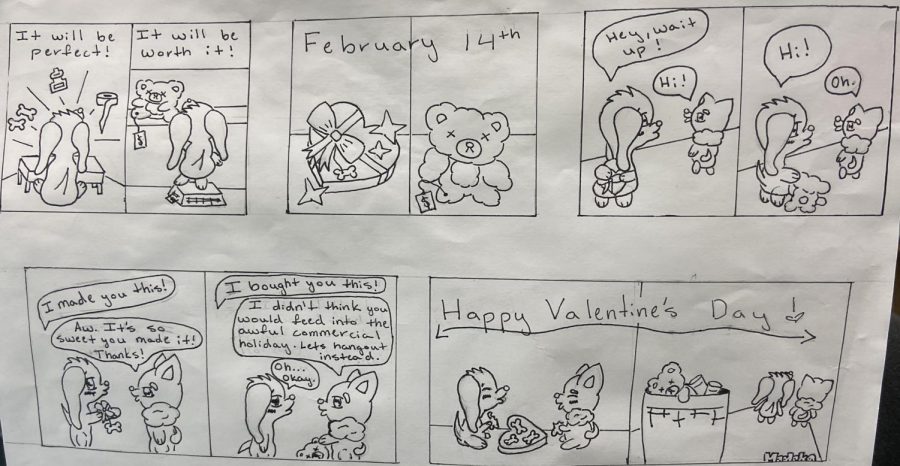 It will be
perfect!
It will be
worth it!
R
$
February 14th
R
$
Hey, wait
up!
Hi!
Hi!
Oh.
I made you this!
Aw. It's so
sweet you made it!
Thanks!
I bought you this!
I didn't think you
would feed into the
awful commercial
holiday. Lets hangout
instead.
Oh...
okay.
Happy Valentine's Day!